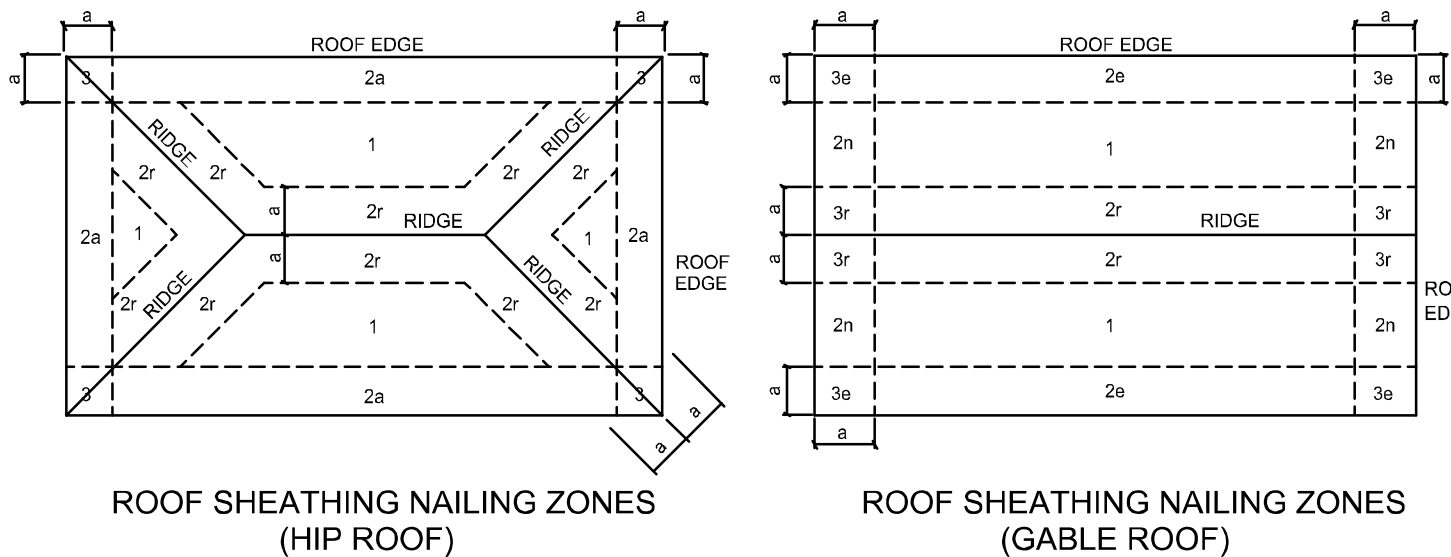 a a
ROOF EDGE
a 3 2a 3 a
1
RIDGE RIDGE
2r 2r 2r 2r
a 2r
2a 1 RIDGE 1 2a
a 2r
ROOF
EDGE
2r RIDGE 2r 2r RIDGE 2r
1
3 2a 3
a a
ROOF SHEATHING NAILING ZONES
(HIP ROOF)
a a
ROOF EDGE
a 3e 2e 3e a
2n 1 2n
a 3r 2r RIDGE 3r
a 3r 2r 3r
RO
ED
2n 1 2n
a 3e 2e 3e
a
ROOF SHEATHING NAILING ZONES
(GABLE ROOF)